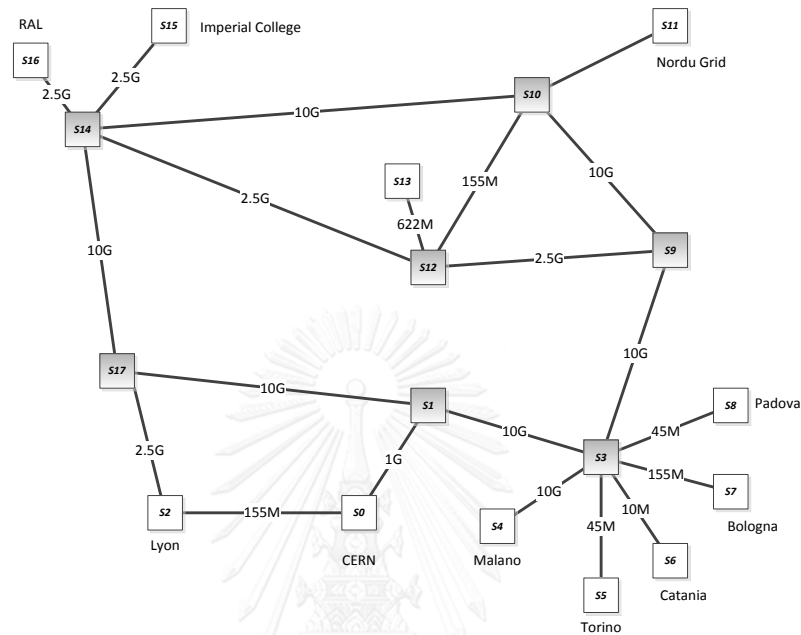 RAL
S15
Imperial College
S16
2.5G
2.5G
S14
10G
S10
S11
Nordu Grid
S13
622M
155M
10G
2.5G
S12
2.5G
S9
10G
10G
S17
10G
S1
10G
S3
1G
2.5G
S2
Lyon
155M
S0
CERN
S4
Malano
10G
45M
S8
Padova
155M
S7
Bologna
10M
S6
Catania
45M
S5
Torino